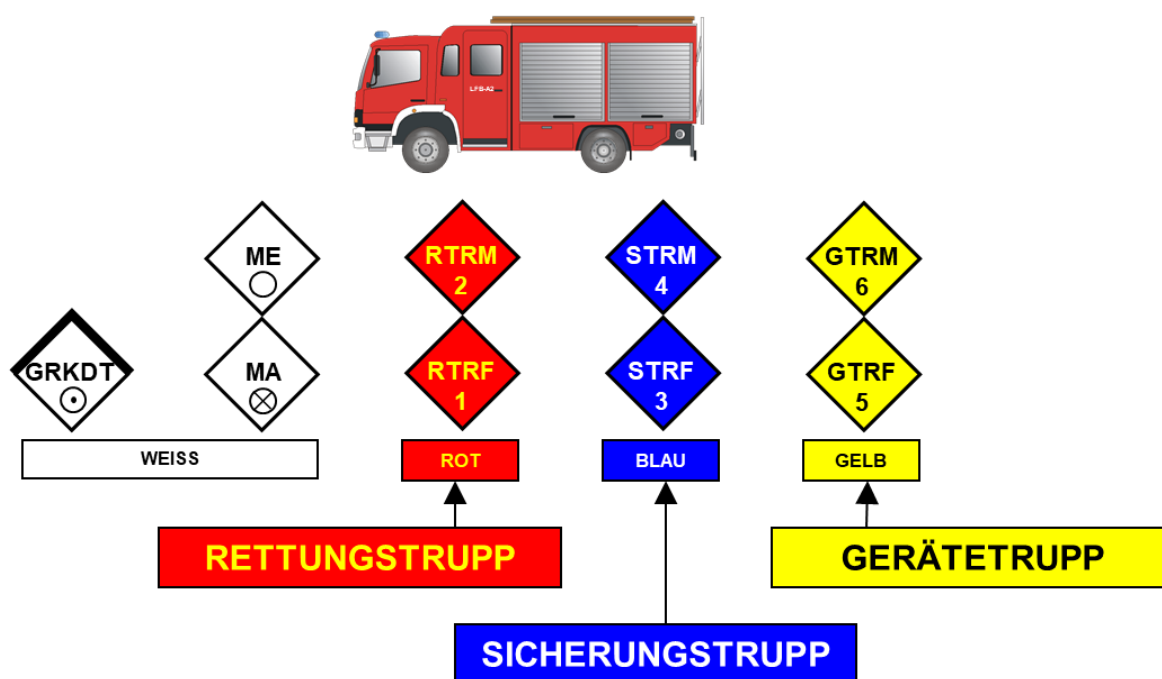 LFB-A2
ME
RTRM
2
STRM
4
GTRM
6
GRKDT
MA
RTRF
1
STRF
3
GTRF
5
WEISS
ROT
BLAU
GELB
RETTUNGSTRUPP
GERÄTETRUPP
SICHERUNGSTRUPP